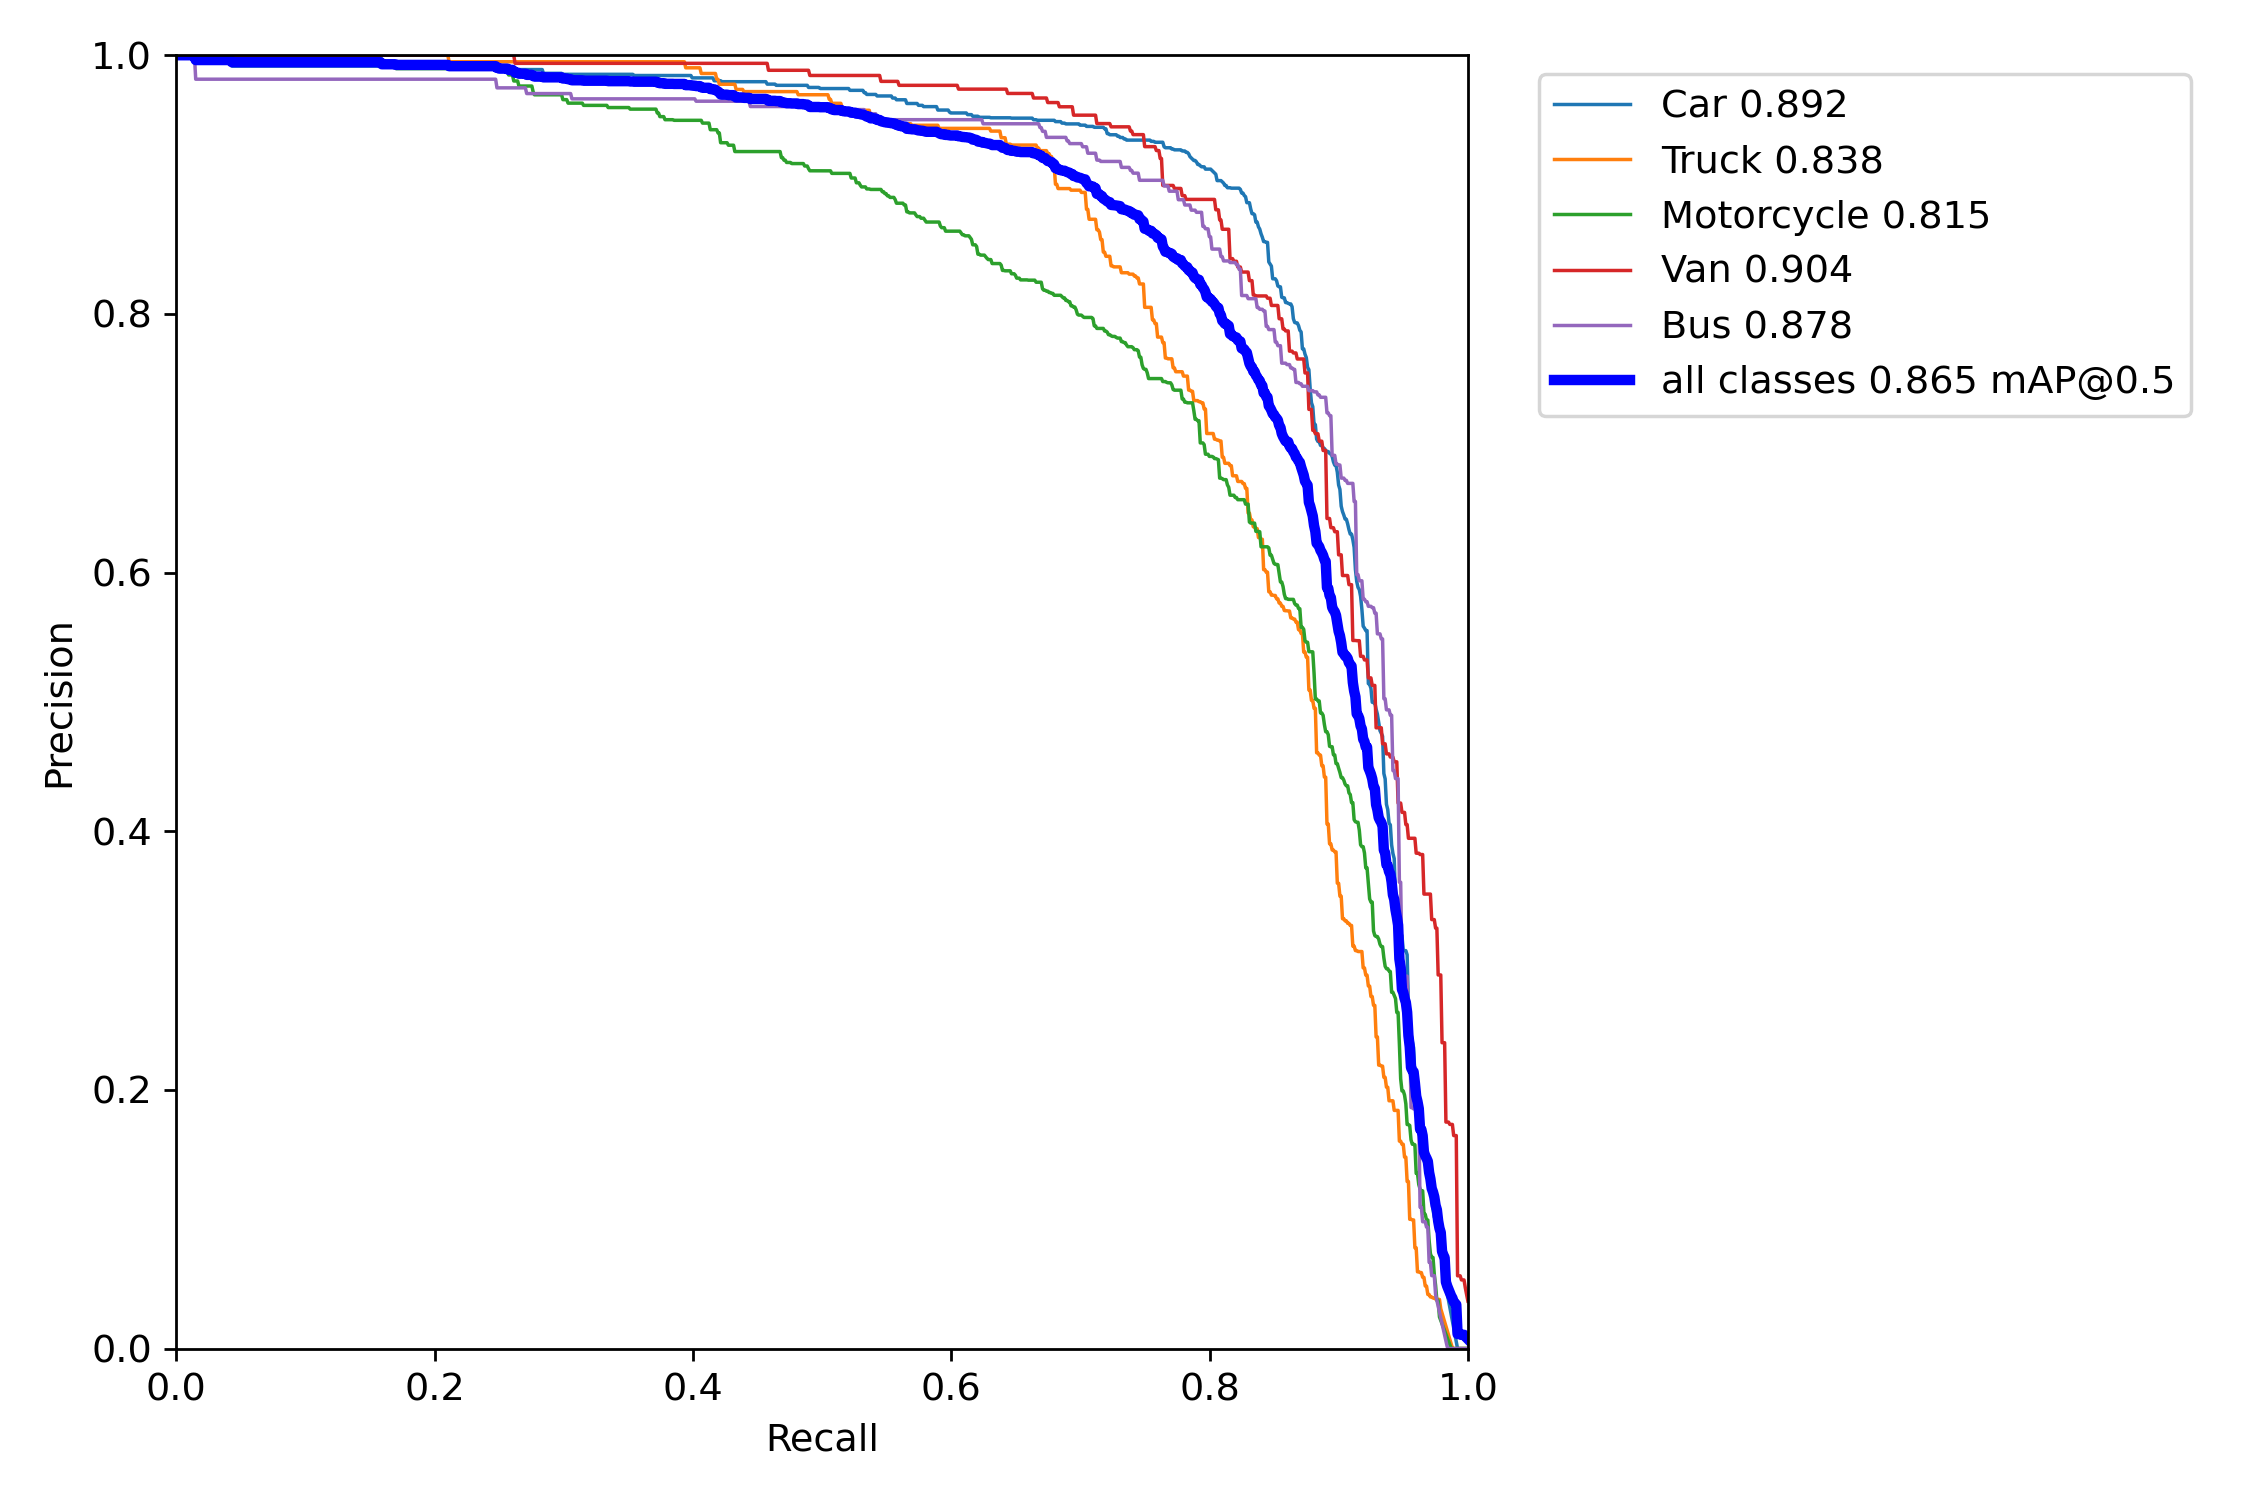 1.0
0.8
0.6
0.4
0.2
0.0
Precision
0.0 0.2 0.4 0.6 0.8 1.0
Recall
Car 0.892
Truck 0.838
Motorcycle 0.815
Van 0.904
Bus 0.878
all classes 0.865 mAP@0.5